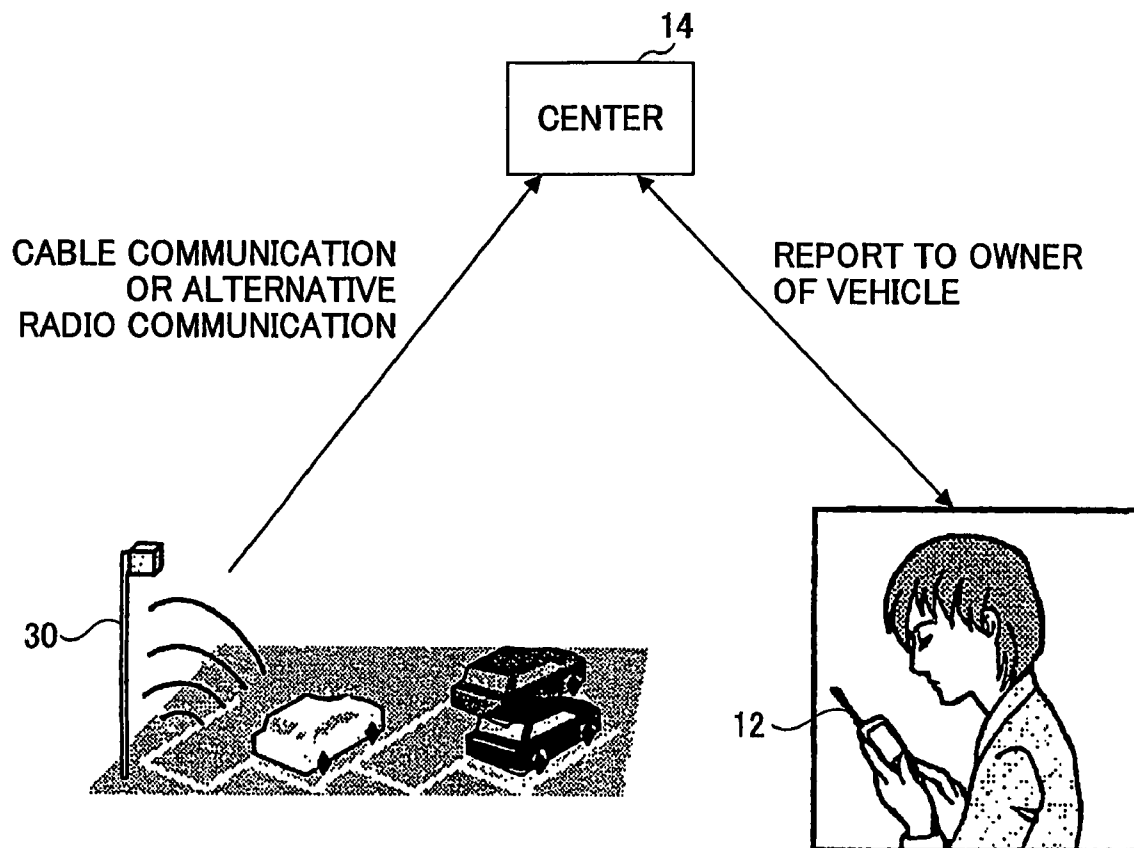 14
CENTER
CABLE COMMUNICATION
OR ALTERNATIVE
RADIO COMMUNICATION
REPORT TO OWNER
OF VEHICLE
30
12